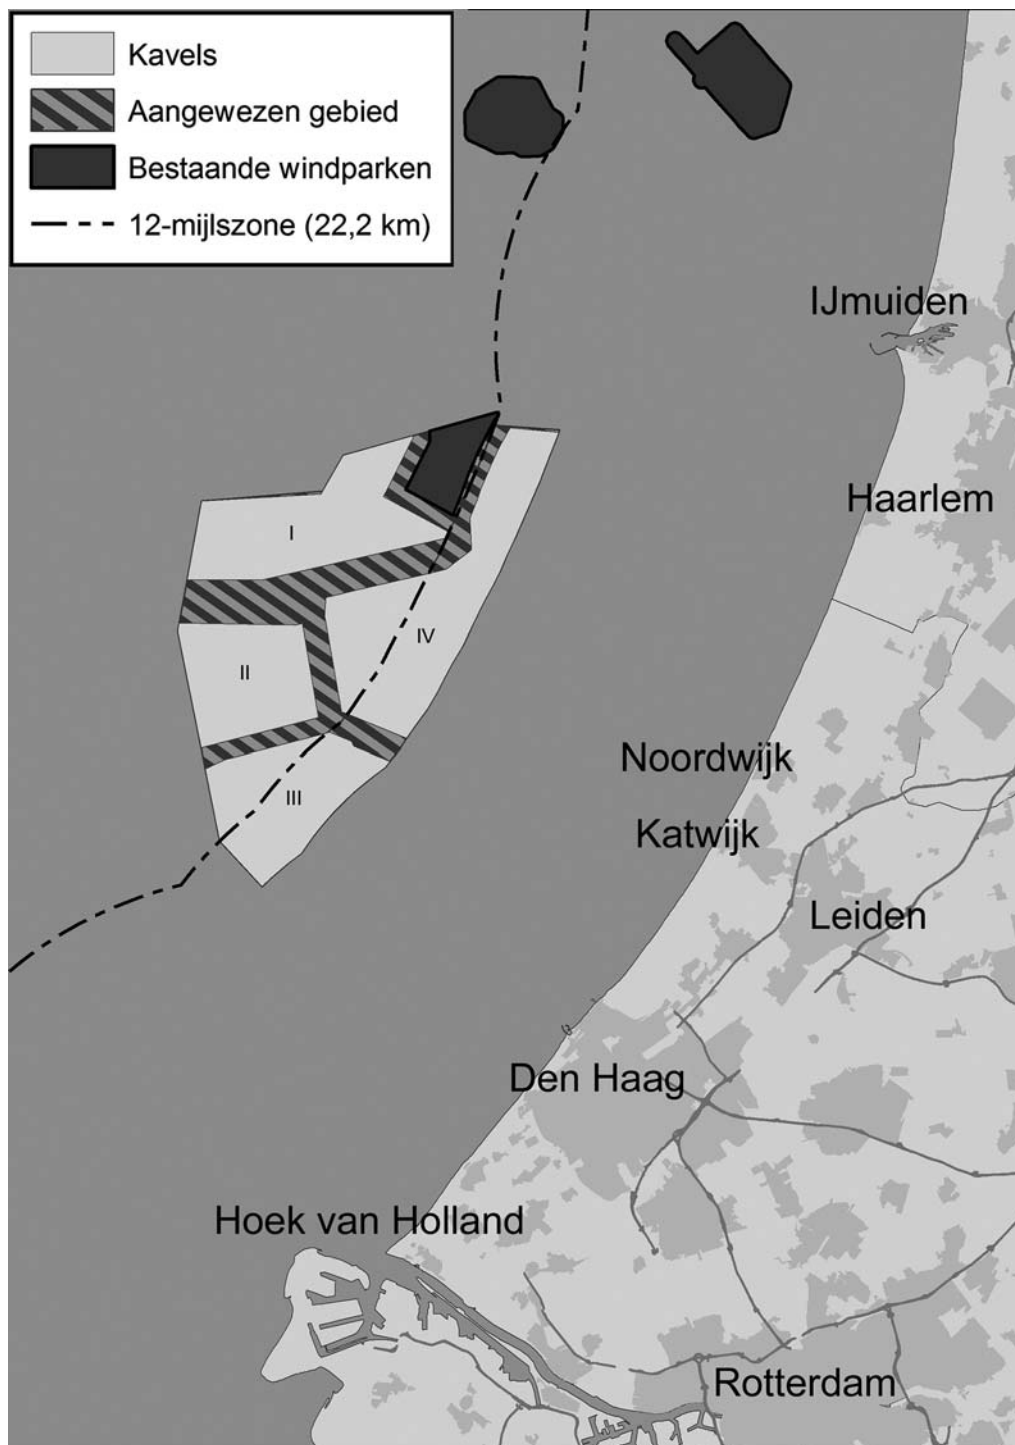 Kavels
Aangewezen gebied
Bestaande windparken
12-mijlszone (22,2 km)
IJmuiden
Haarlem
I
IV
II
Noordwijk
III
Katwijk
Leiden
Den Haag
Hoek van Holland
Rotterdam